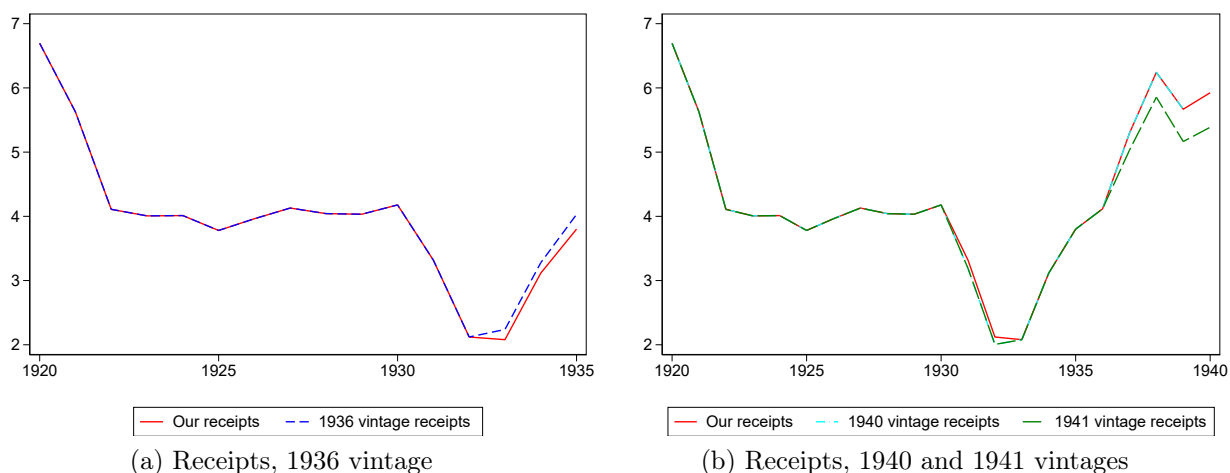 7
6
5
4
3
2
1920 1925 1930 1935
Our receipts 1936 vintage receipts
(a) Receipts, 1936 vintage
7
6
5
4
3
2
1920 1925 1930 1935 1940
Our receipts 1940 vintage receipts 1941 vintage receipts
(b) Receipts, 1940 and 1941 vintages